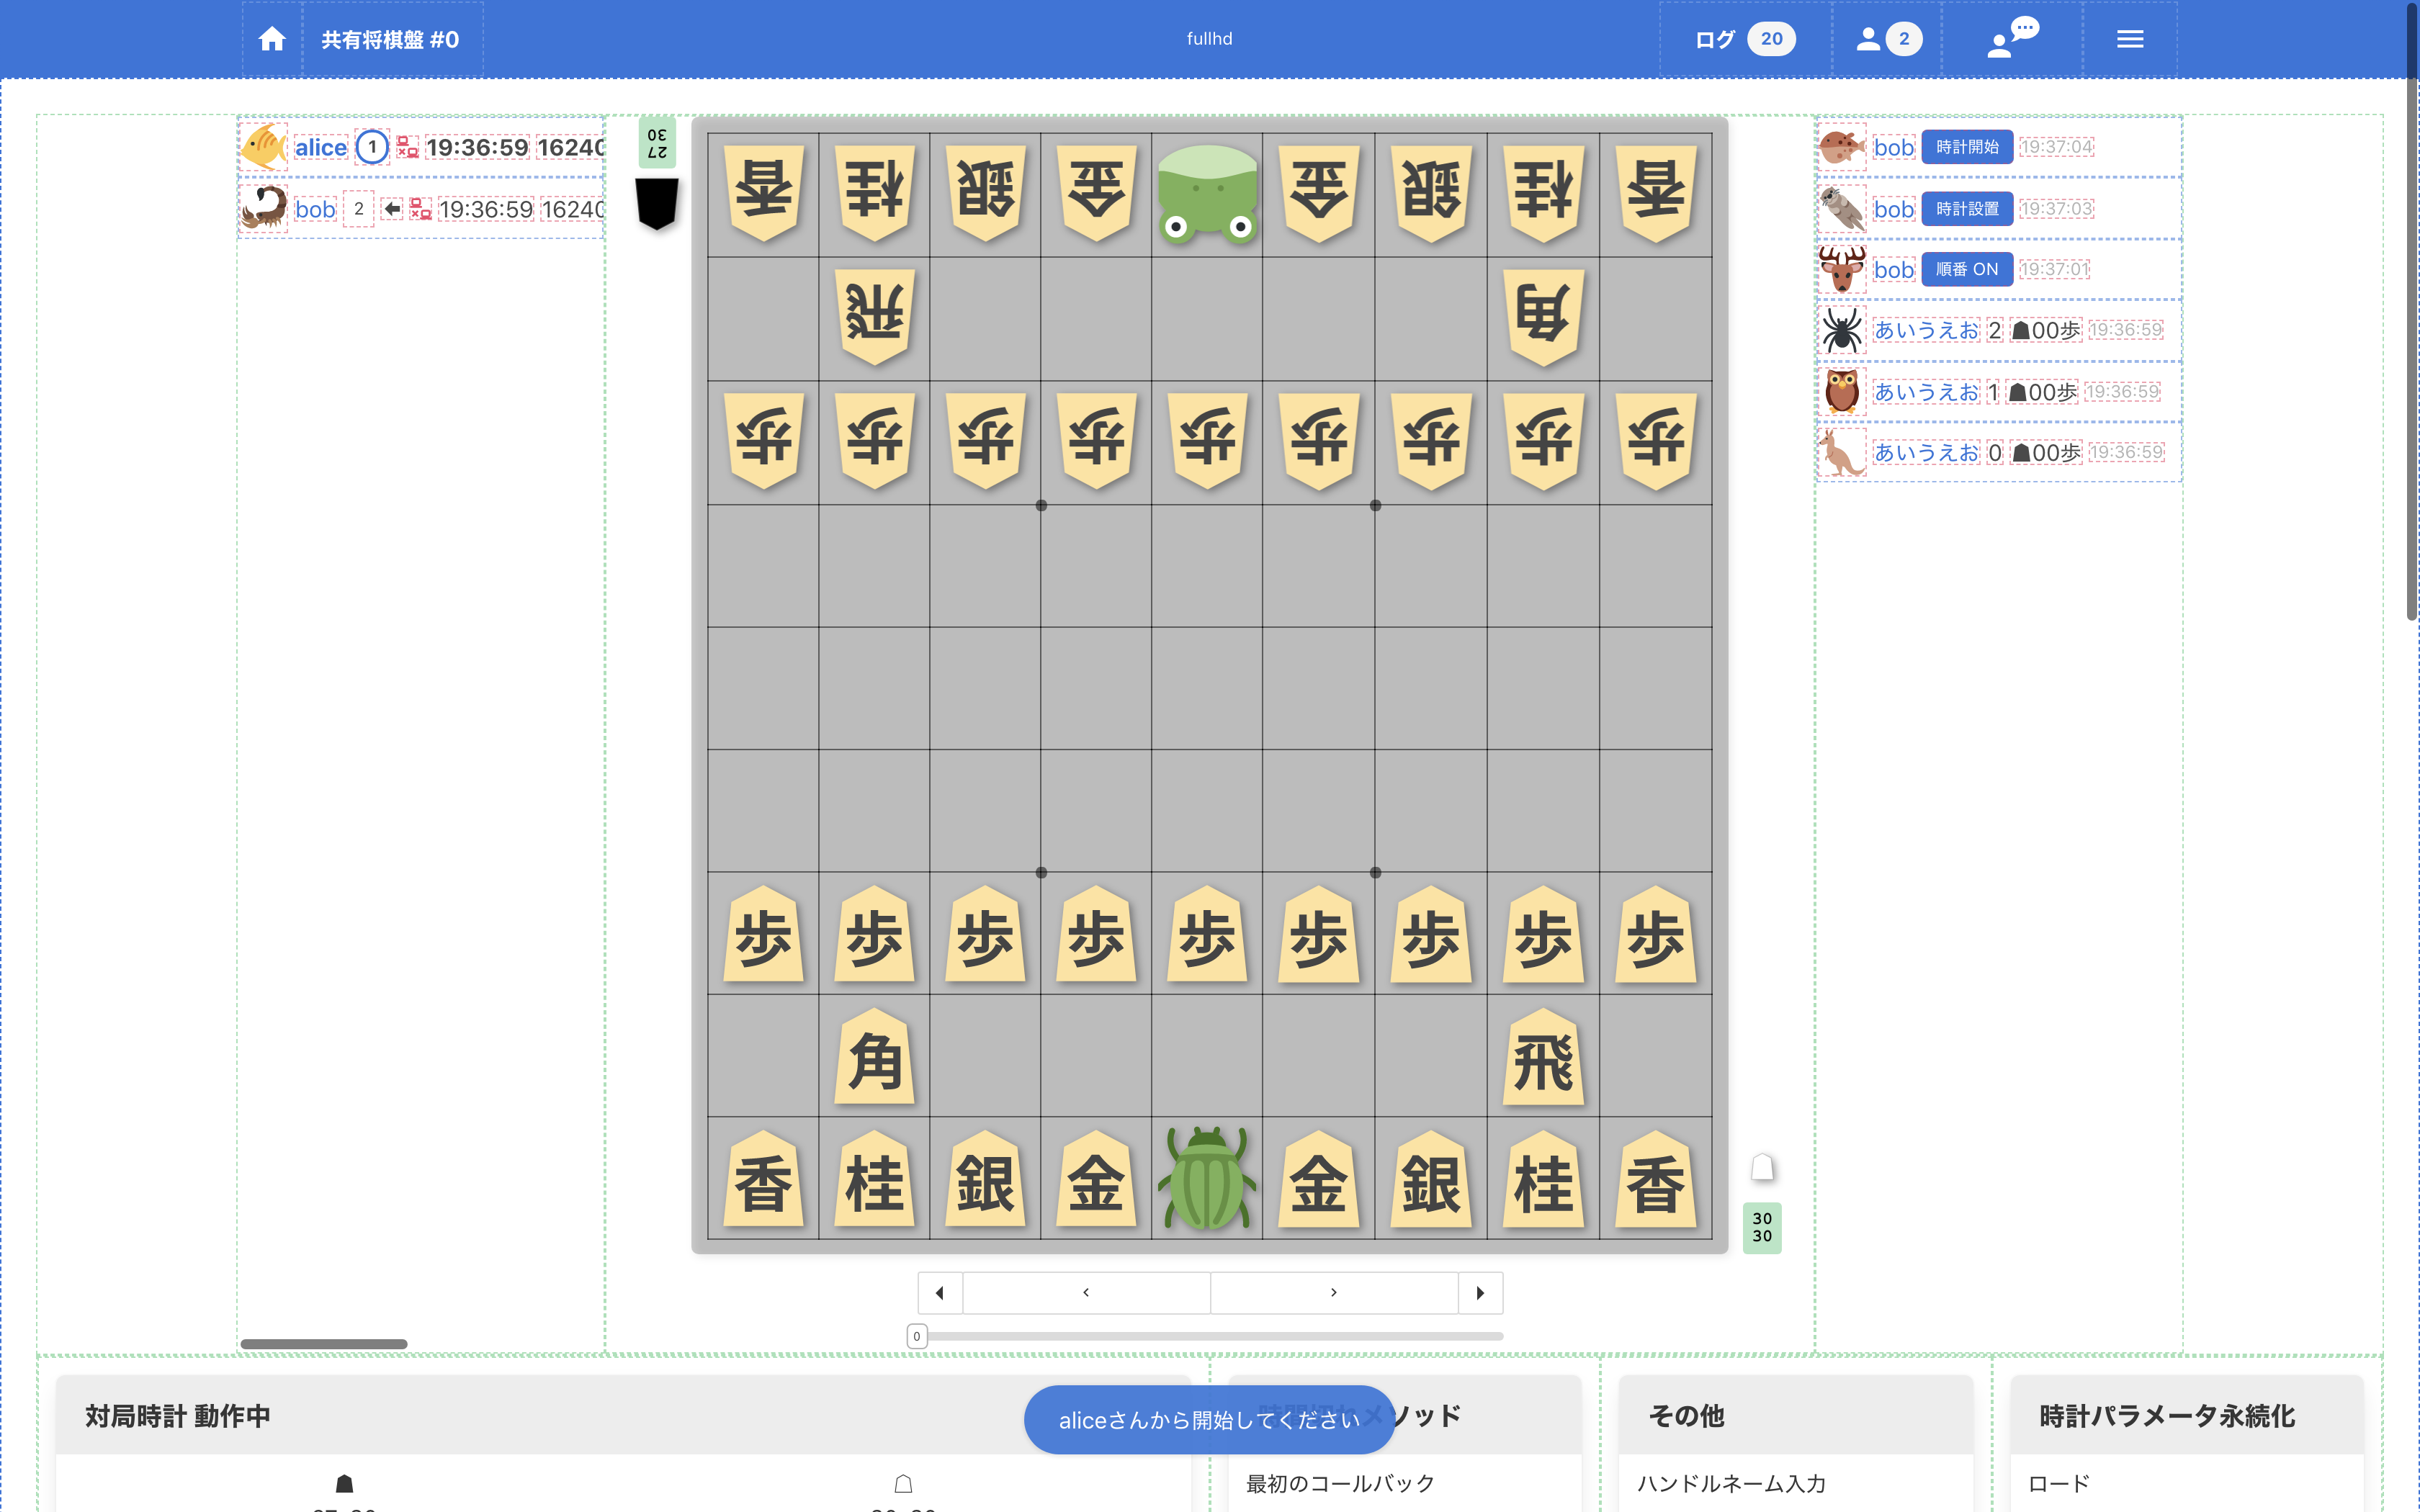 共有将棋盤 #0
fullhd
ログ 20
2
alice 1 19:36:59 1624
bob 2 19:36:59 1624
27
30
bob 時計開始 19:37:04
bob 時計設置 19:37:03
bob 順番 ON 19:37:01
あいうえお 2 ☗00歩 19:36:59
あいうえお 1 ☗00歩 19:36:59
あいうえお 0 ☗00歩 19:36:59
香 桂 銀 金 金 銀 桂 香
飛 角
歩 歩 歩 歩 歩 歩 歩 歩 歩
歩 歩 歩 歩 歩 歩 歩 歩 歩
角 飛
香 桂 銀 金 金 銀 桂 香
30
30
0
対局時計 動作中
aliceさんから開始してください
メソッド
その他
時計パラメータ永続化
最初のコールバック
ハンドルネーム入力
ロード